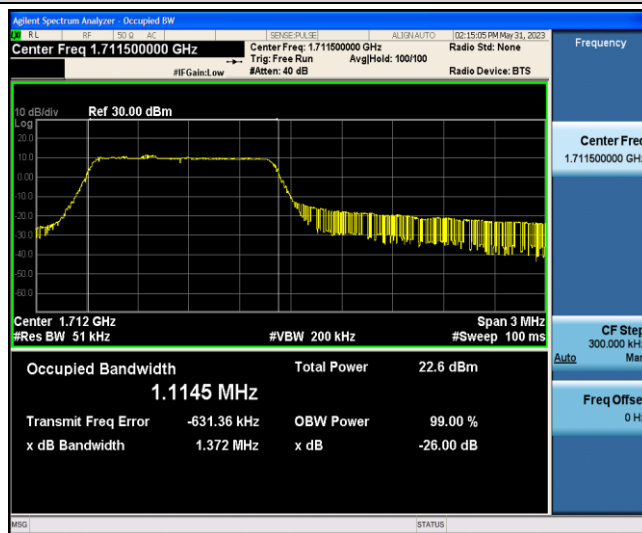 Agilent Spectrum Analyzer - Occupied BW
RL RF 50 Ω AC SENSE:PULSE ALIGNAUTO 02:15:05 PM May 31, 2023
Center Freq 1.711500000 GHz Center Freq: 1.711500000 GHz Radio Std: None Frequency
Trig: Free Run Avg|Hold: 100/100
#IFGain:Low #Atten: 40 dB Radio Device: BTS
10 dB/div Ref 30.00 dBm
Log
20.0
10.0
0.00
-10.0
-20.0
-30.0
-40.0
-50.0
-60.0
Center Freq
1.711500000 GHz
Center 1.712 GHz Span 3 MHz
#Res BW 51 kHz #VBW 200 kHz #Sweep 100 ms
CF Step
300.000 kHz
Auto Man
Occupied Bandwidth Total Power 22.6 dBm
1.1145 MHz
Transmit Freq Error -631.36 kHz OBW Power 99.00 %
x dB Bandwidth 1.372 MHz x dB -26.00 dB
Freq Offset
0 Hz
MSG STATUS